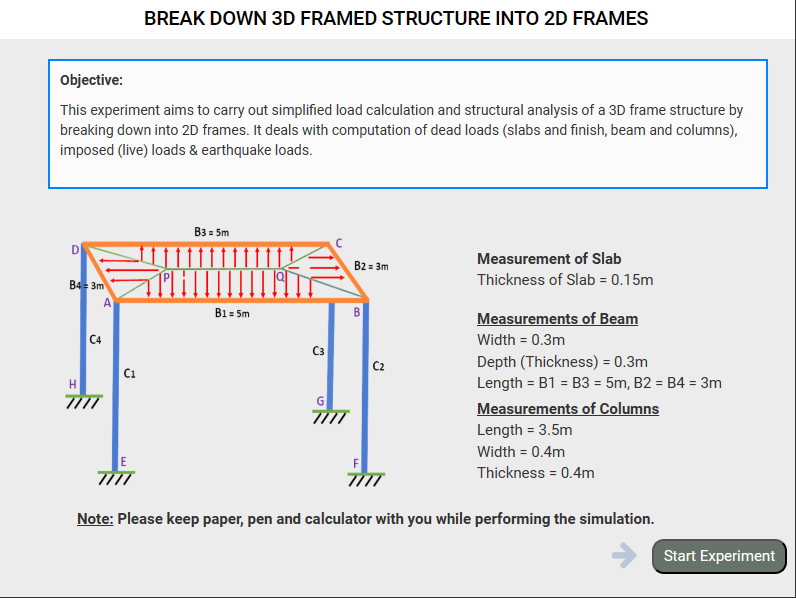 BREAK DOWN 3D FRAMED STRUCTURE INTO 2D FRAMES
Objective:
This experiment aims to carry out simplified load calculation and structural analysis of a 3D frame structure by
breaking down into 2D frames. It deals with computation of dead loads (slabs and finish, beam and columns),
imposed (live) loads & earthquake loads.
B3 = 5m
D
C
B2 = 3m
P
Q
B4 = 3m
A
B1 = 5m
B
C4
C3
C1
C2
H
G
E
F
Measurement of Slab
Thickness of Slab = 0.15m
Measurements of Beam
Width = 0.3m
Depth (Thickness) = 0.3m
Length = B1 = B3 = 5m, B2 = B4 = 3m
Measurements of Columns
Length = 3.5m
Width = 0.4m
Thickness = 0.4m
Note: Please keep paper, pen and calculator with you while performing the simulation.
Start Experiment